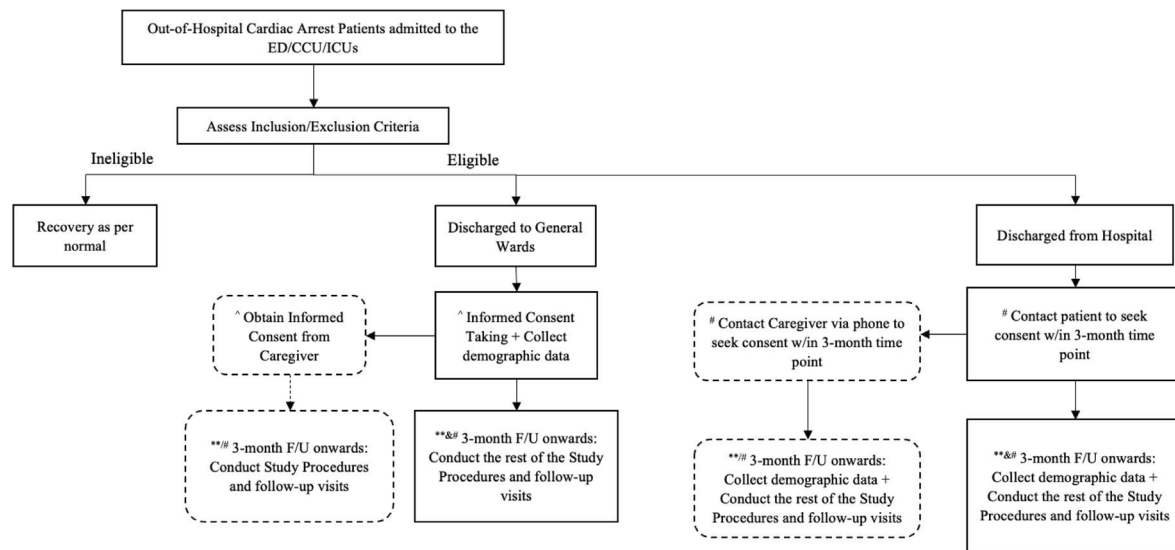 Out-of-Hospital Cardiac Arrest Patients admitted to the
ED/CCU/ICUs
Assess Inclusion/Exclusion Criteria
Ineligible
Eligible
Recovery as per
normal
Discharged to General
Wards
Discharged from Hospital
^ Obtain Informed
Consent from
Caregiver
^ Informed Consent
Taking + Collect
demographic data
# Contact Caregiver via phone to
seek consent w/in 3-month time
point
# Contact patient to seek
consent w/in 3-month time
point
**/# 3-month F/U onwards:
Conduct Study Procedures
and follow-up visits
**&# 3-month F/U onwards:
Conduct the rest of the Study
Procedures and follow-up
visits
**/# 3-month F/U onwards:
Collect demographic data +
Conduct the rest of the Study
Procedures and follow-up visits
**&# 3-month F/U onwards:
Collect demographic data +
Conduct the rest of the Study
Procedures and follow-up visits